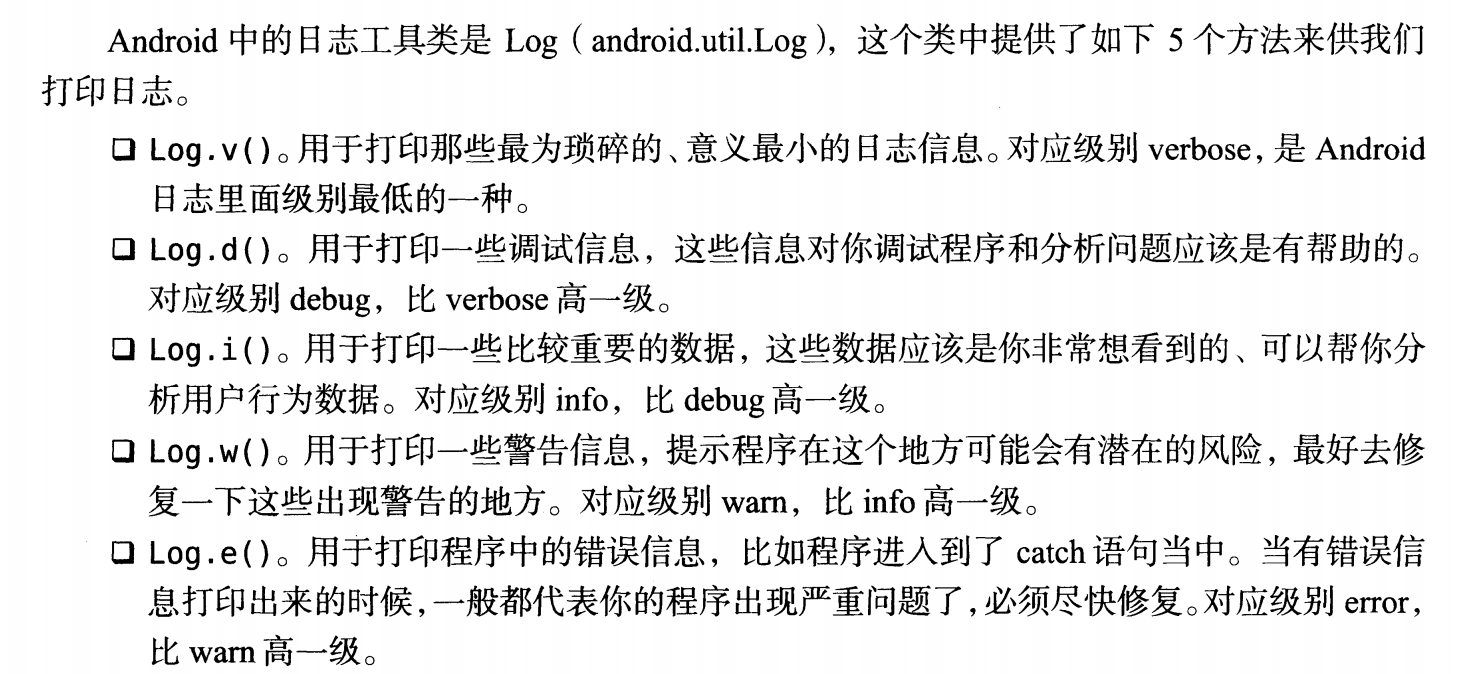 Android 中的日志工具类是 Log（android.util.Log），这个类中提供了如下 5 个方法来供我们
打印日志。
❑ Log.v()。用于打印那些最为琐碎的、意义最小的日志信息。对应级别 verbose，是 Android
日志里面级别最低的一种。
❑ Log.d()。用于打印一些调试信息，这些信息对你调试程序和分析问题应该是有帮助的。
对应级别 debug，比 verbose 高一级。
❑ Log.i()。用于打印一些比较重要的数据，这些数据应该是你非常想看到的、可以帮你分
析用户行为数据。对应级别 info，比 debug 高一级。
❑ Log.w()。用于打印一些警告信息，提示程序在这个地方可能会有潜在的风险，最好去修
复一下这些出现警告的地方。对应级别 warn，比 info 高一级。
❑ Log.e()。用于打印程序中的错误信息，比如程序进入到了 catch 语句当中。当有错误信
息打印出来的时候，一般都代表你的程序出现严重问题了，必须尽快修复。对应级别 error，
比 warn 高一级。